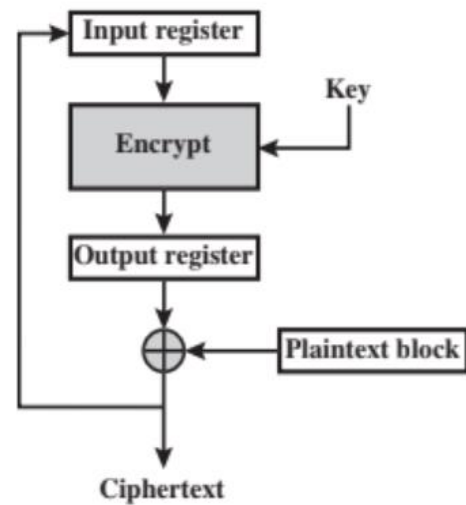 Input register
Key
Encrypt
Output register
Plaintext block
Ciphertext